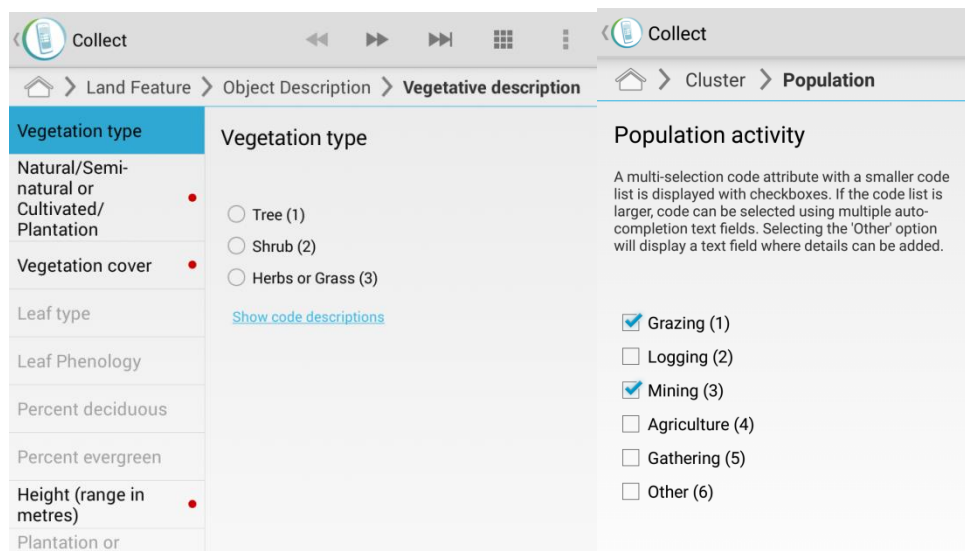 Collect
Land Feature Object Description Vegetative description
Vegetation type
Natural/Semi-
natural or
Cultivated/
Plantation
Vegetation cover
Leaf type
Leaf Phenology
Percent deciduous
Percent evergreen
Height (range in
metres)
Plantation or
Vegetation type
Tree (1)
Shrub (2)
Herbs or Grass (3)
Show code descriptions
Collect
Cluster Population
Population activity
A multi-selection code attribute with a smaller code
list is displayed with checkboxes. If the code list is
larger, code can be selected using multiple auto-
completion text fields. Selecting the 'Other' option
will display a text field where details can be added.
Grazing (1)
Logging (2)
Mining (3)
Agriculture (4)
Gathering (5)
Other (6)